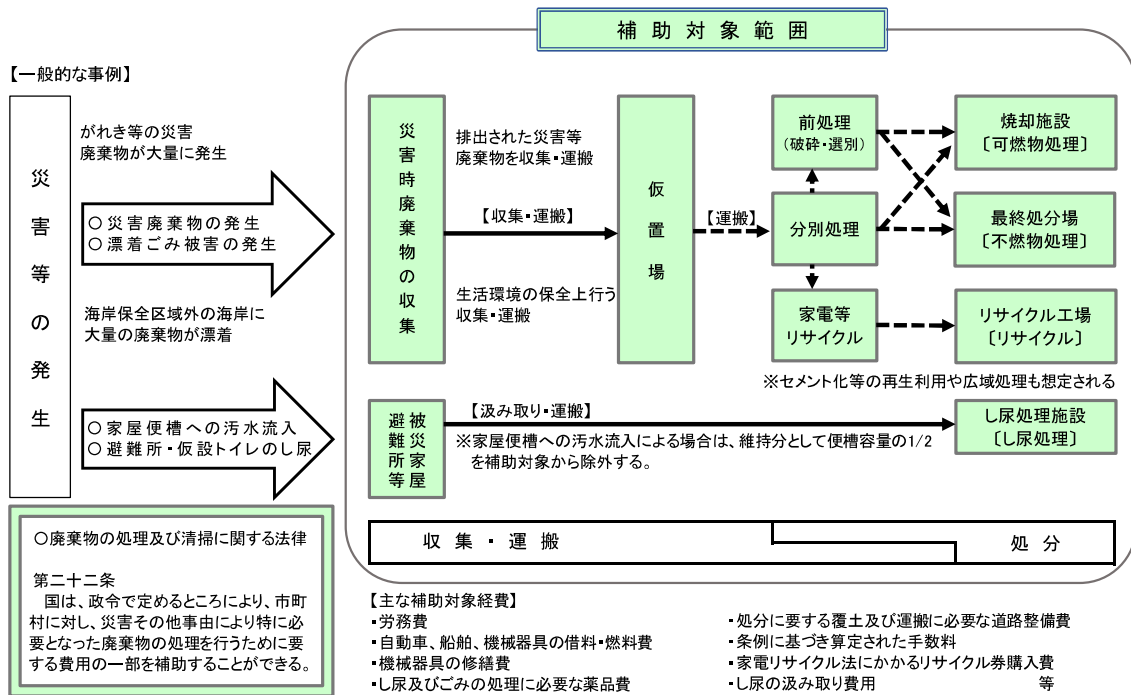 補助対象範囲
【一般的な事例】
災害等の発生
がれき等の災害
廃棄物が大量に発生
○災害廃棄物の発生
○漂着ごみ被害の発生
海岸保全区域外の海岸に
大量の廃棄物が漂着
○家屋便槽への汚水流入
○避難所・仮設トイレのし尿
災害時廃棄物の収集
排出された災害等
廃棄物を収集・運搬
【収集・運搬】
生活環境の保全上行う
収集・運搬
仮置場
【運搬】
前処理
（破砕・選別）
分別処理
家電等
リサイクル
焼却施設
〔可燃物処理〕
最終処分場
〔不燃物処理〕
リサイクル工場
〔リサイクル〕
※セメント化等の再生利用や広域処理も想定される
被災家屋
避難所等
【汲み取り・運搬】
※家屋便槽への汚水流入による場合は、維持分として便槽容量の1/2
を補助対象から除外する。
し尿処理施設
〔し尿処理〕
収集・運搬
処分
○廃棄物の処理及び清掃に関する法律
第二十二条
国は、政令で定めるところにより、市町
村に対し、災害その他事由により特に必
要となった廃棄物の処理を行うために要
する費用の一部を補助することができる。
【主な補助対象経費】
・労務費
・自動車、船舶、機械器具の借料・燃料費
・機械器具の修繕費
・し尿及びごみの処理に必要な薬品費
・処分に要する覆土及び運搬に必要な道路整備費
・条例に基づき算定された手数料
・家電リサイクル法にかかるリサイクル券購入費
・し尿の汲み取り費用 等